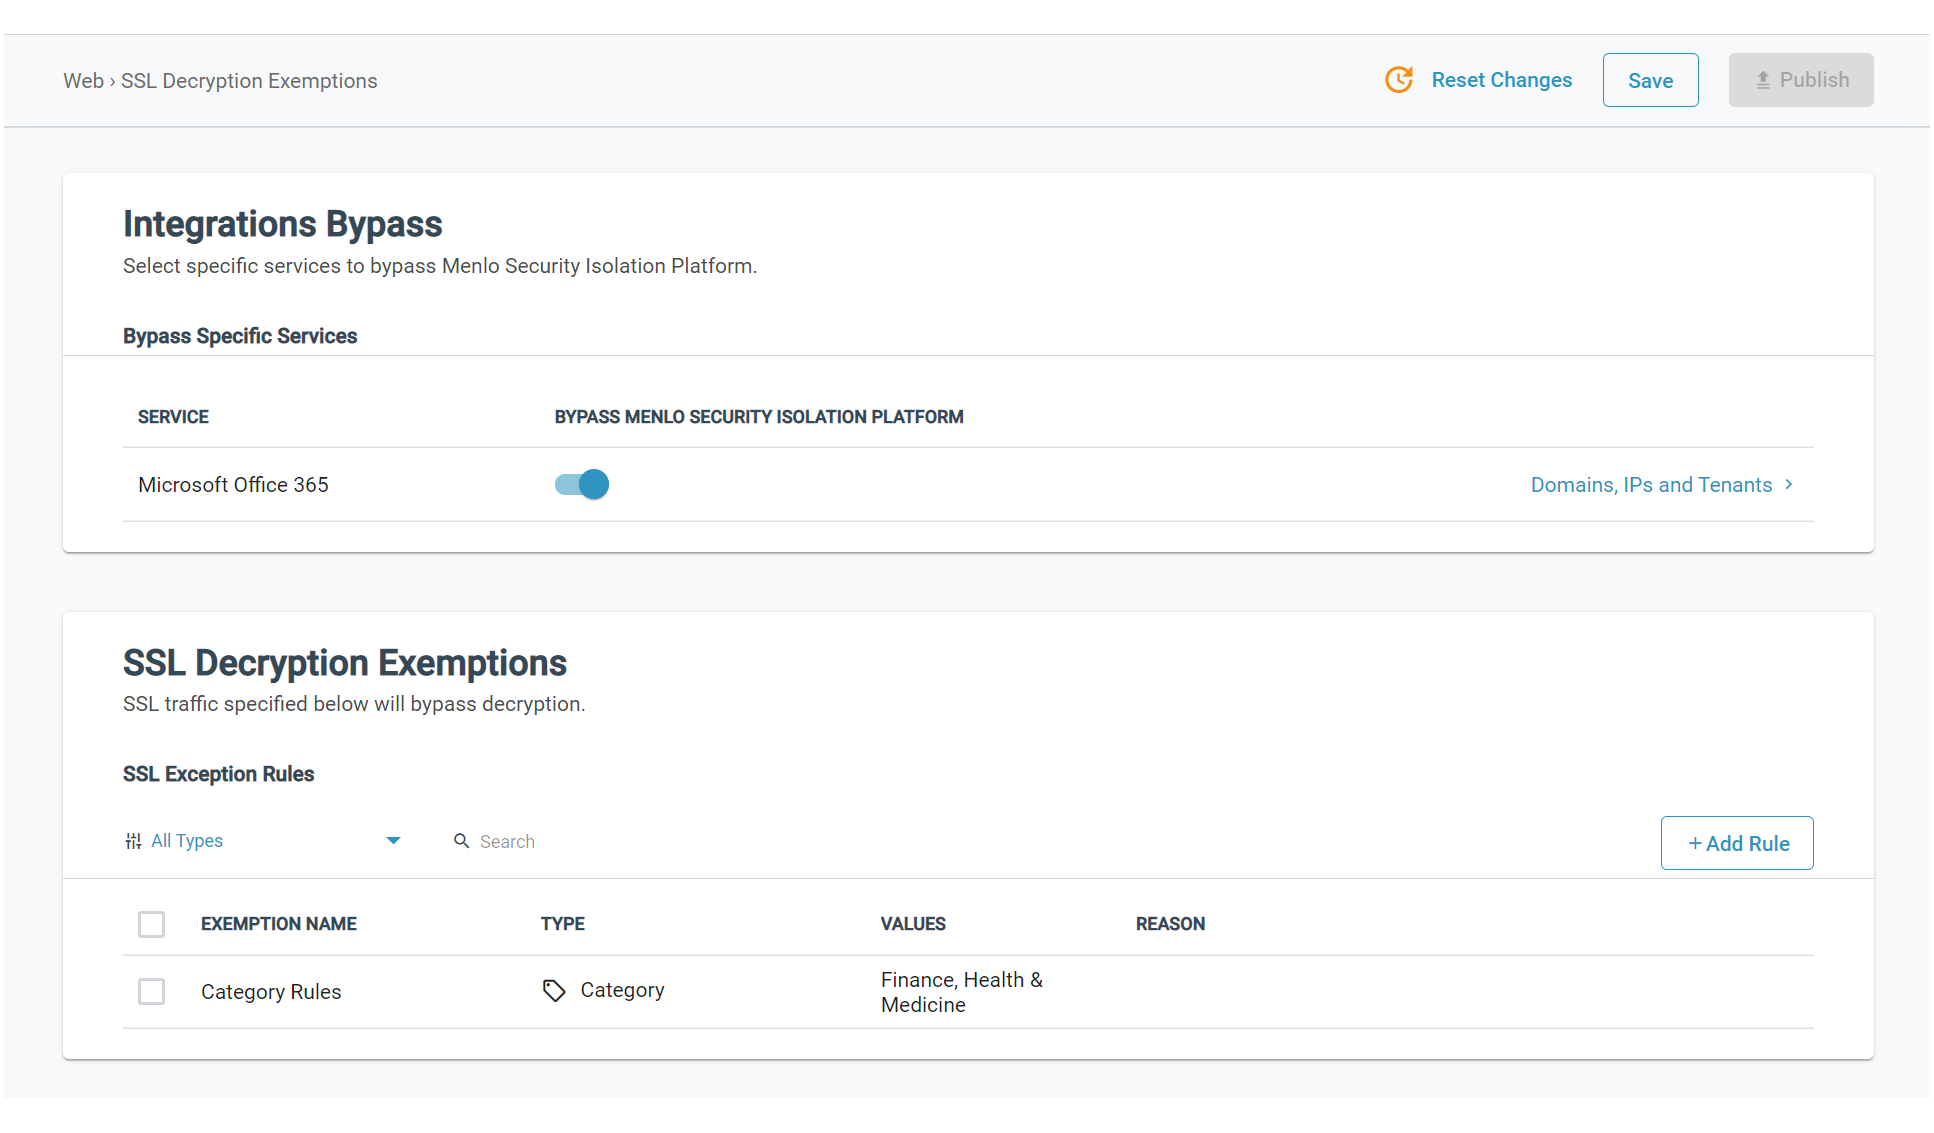 Web › SSL Decryption Exemptions
Reset Changes
Save
Publish
Integrations Bypass
Select specific services to bypass Menlo Security Isolation Platform.
Bypass Specific Services
SERVICE
BYPASS MENLO SECURITY ISOLATION PLATFORM
Microsoft Office 365
Domains, IPs and Tenants ›
SSL Decryption Exemptions
SSL traffic specified below will bypass decryption.
SSL Exception Rules
All Types
Search
+ Add Rule
EXEMPTION NAME
TYPE
VALUES
REASON
Category Rules
Category
Finance, Health &
Medicine